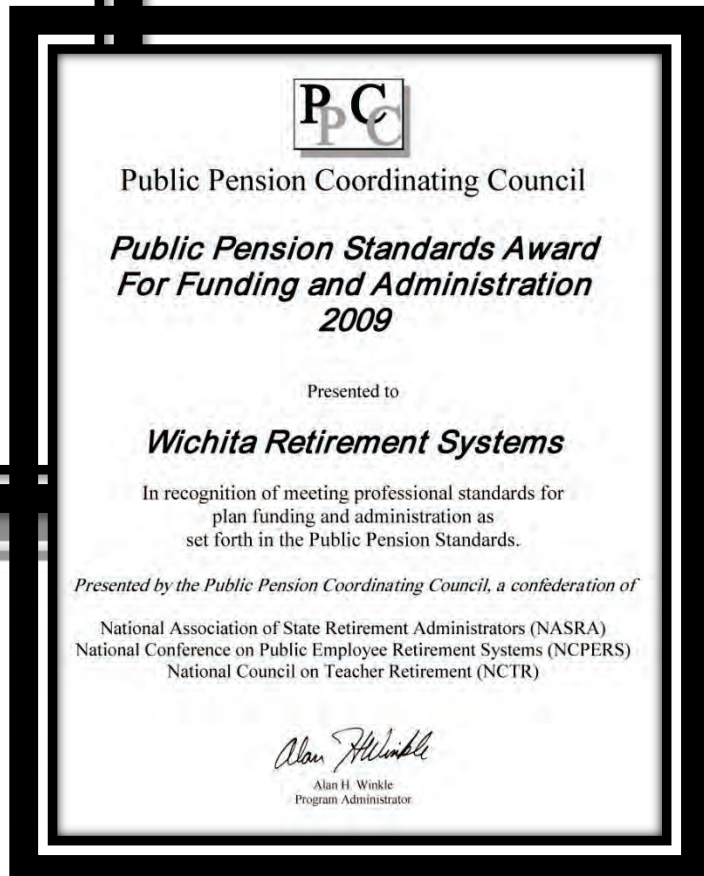 PPCC
Public Pension Coordinating Council
Public Pension Standards Award
For Funding and Administration
2009
Presented to
Wichita Retirement Systems
In recognition of meeting professional standards for
plan funding and administration as
set forth in the Public Pension Standards.
Presented by the Public Pension Coordinating Council, a confederation of
National Association of State Retirement Administrators (NASRA)
National Conference on Public Employee Retirement Systems (NCPERS)
National Council on Teacher Retirement (NCTR)
Alan H Winkle
Alan H. Winkle
Program Administrator